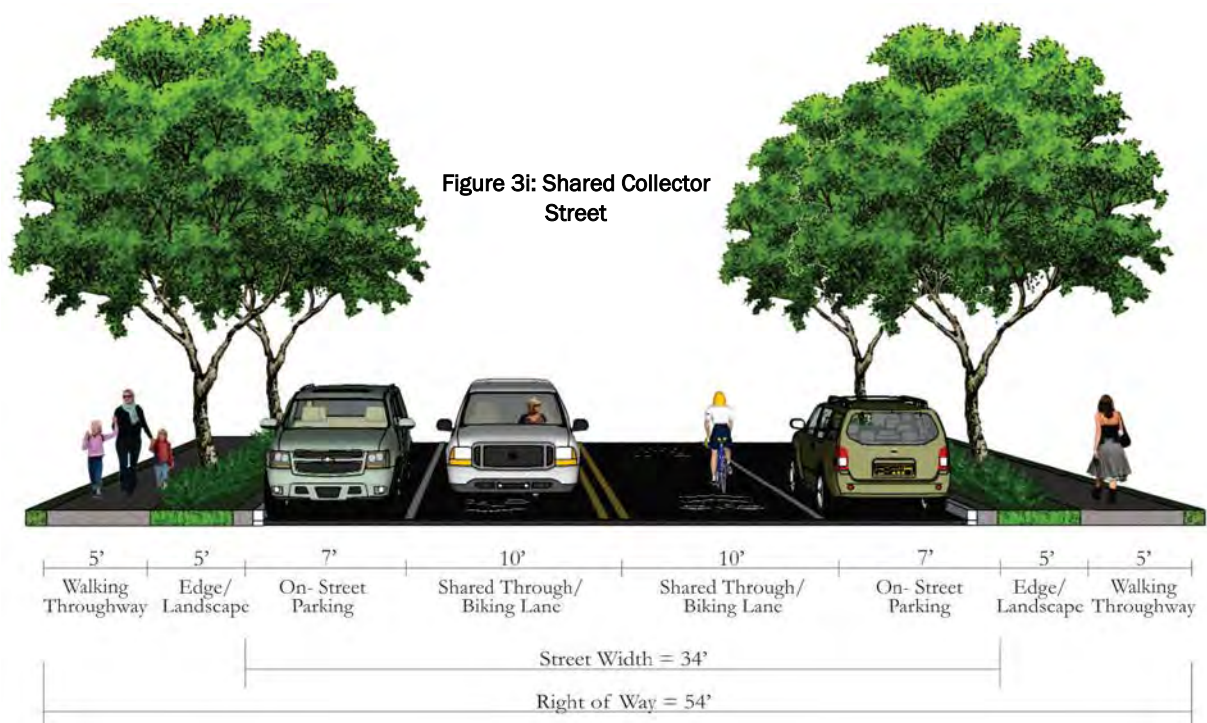 Figure 3i: Shared Collector
Street
5' 5' 7' 10' 10' 7' 5' 5'
Walking Edge/ On- Street Shared Through/ Shared Through/ On- Street Edge/ Walking
Throughway Landscape Parking Biking Lane Biking Lane Parking Landscape Throughway
Street Width = 34'
Right of Way = 54'